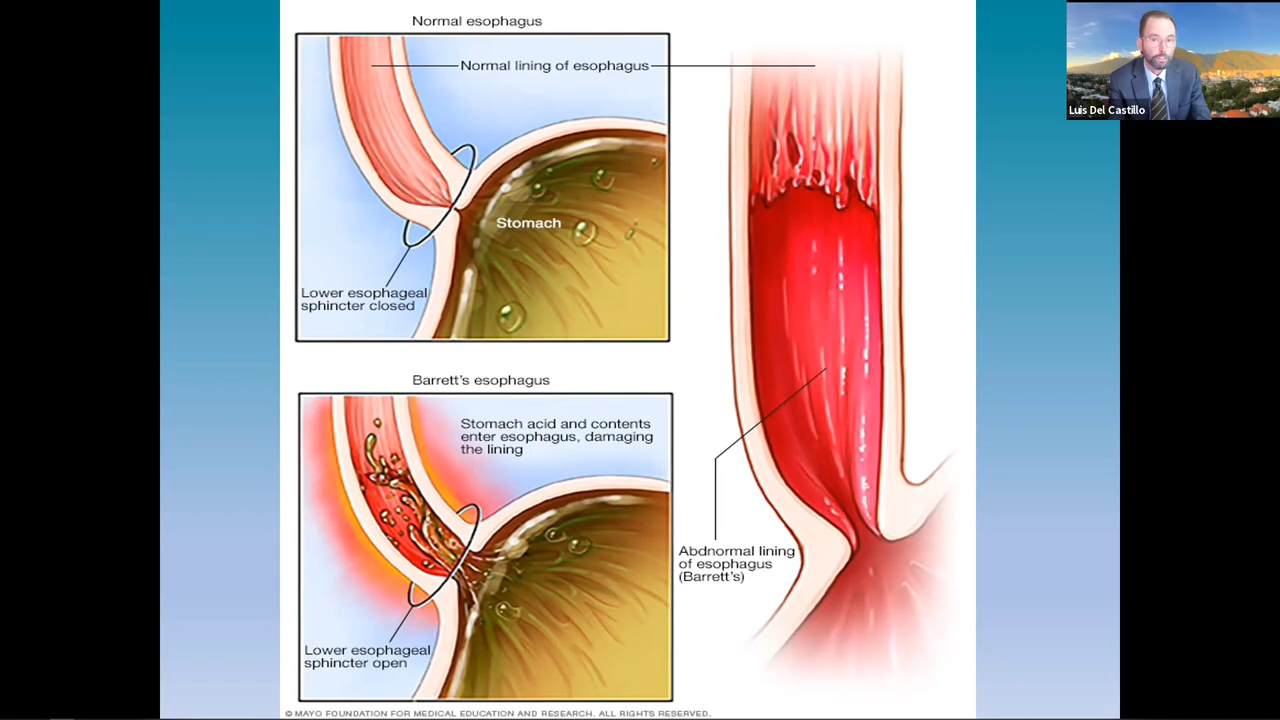 Normal esophagus
Normal lining of esophagus
Stomach
Lower esophageal
sphincter closed
Barrett's esophagus
Stomach acid and contents
enter esophagus, damaging
the lining
Lower esophageal
sphincter open
Abdnormal lining
of esophagus
(Barrett's)
© MAYO FOUNDATION FOR MEDICAL EDUCATION AND RESEARCH. ALL RIGHTS RESERVED.
Luis Del Castillo